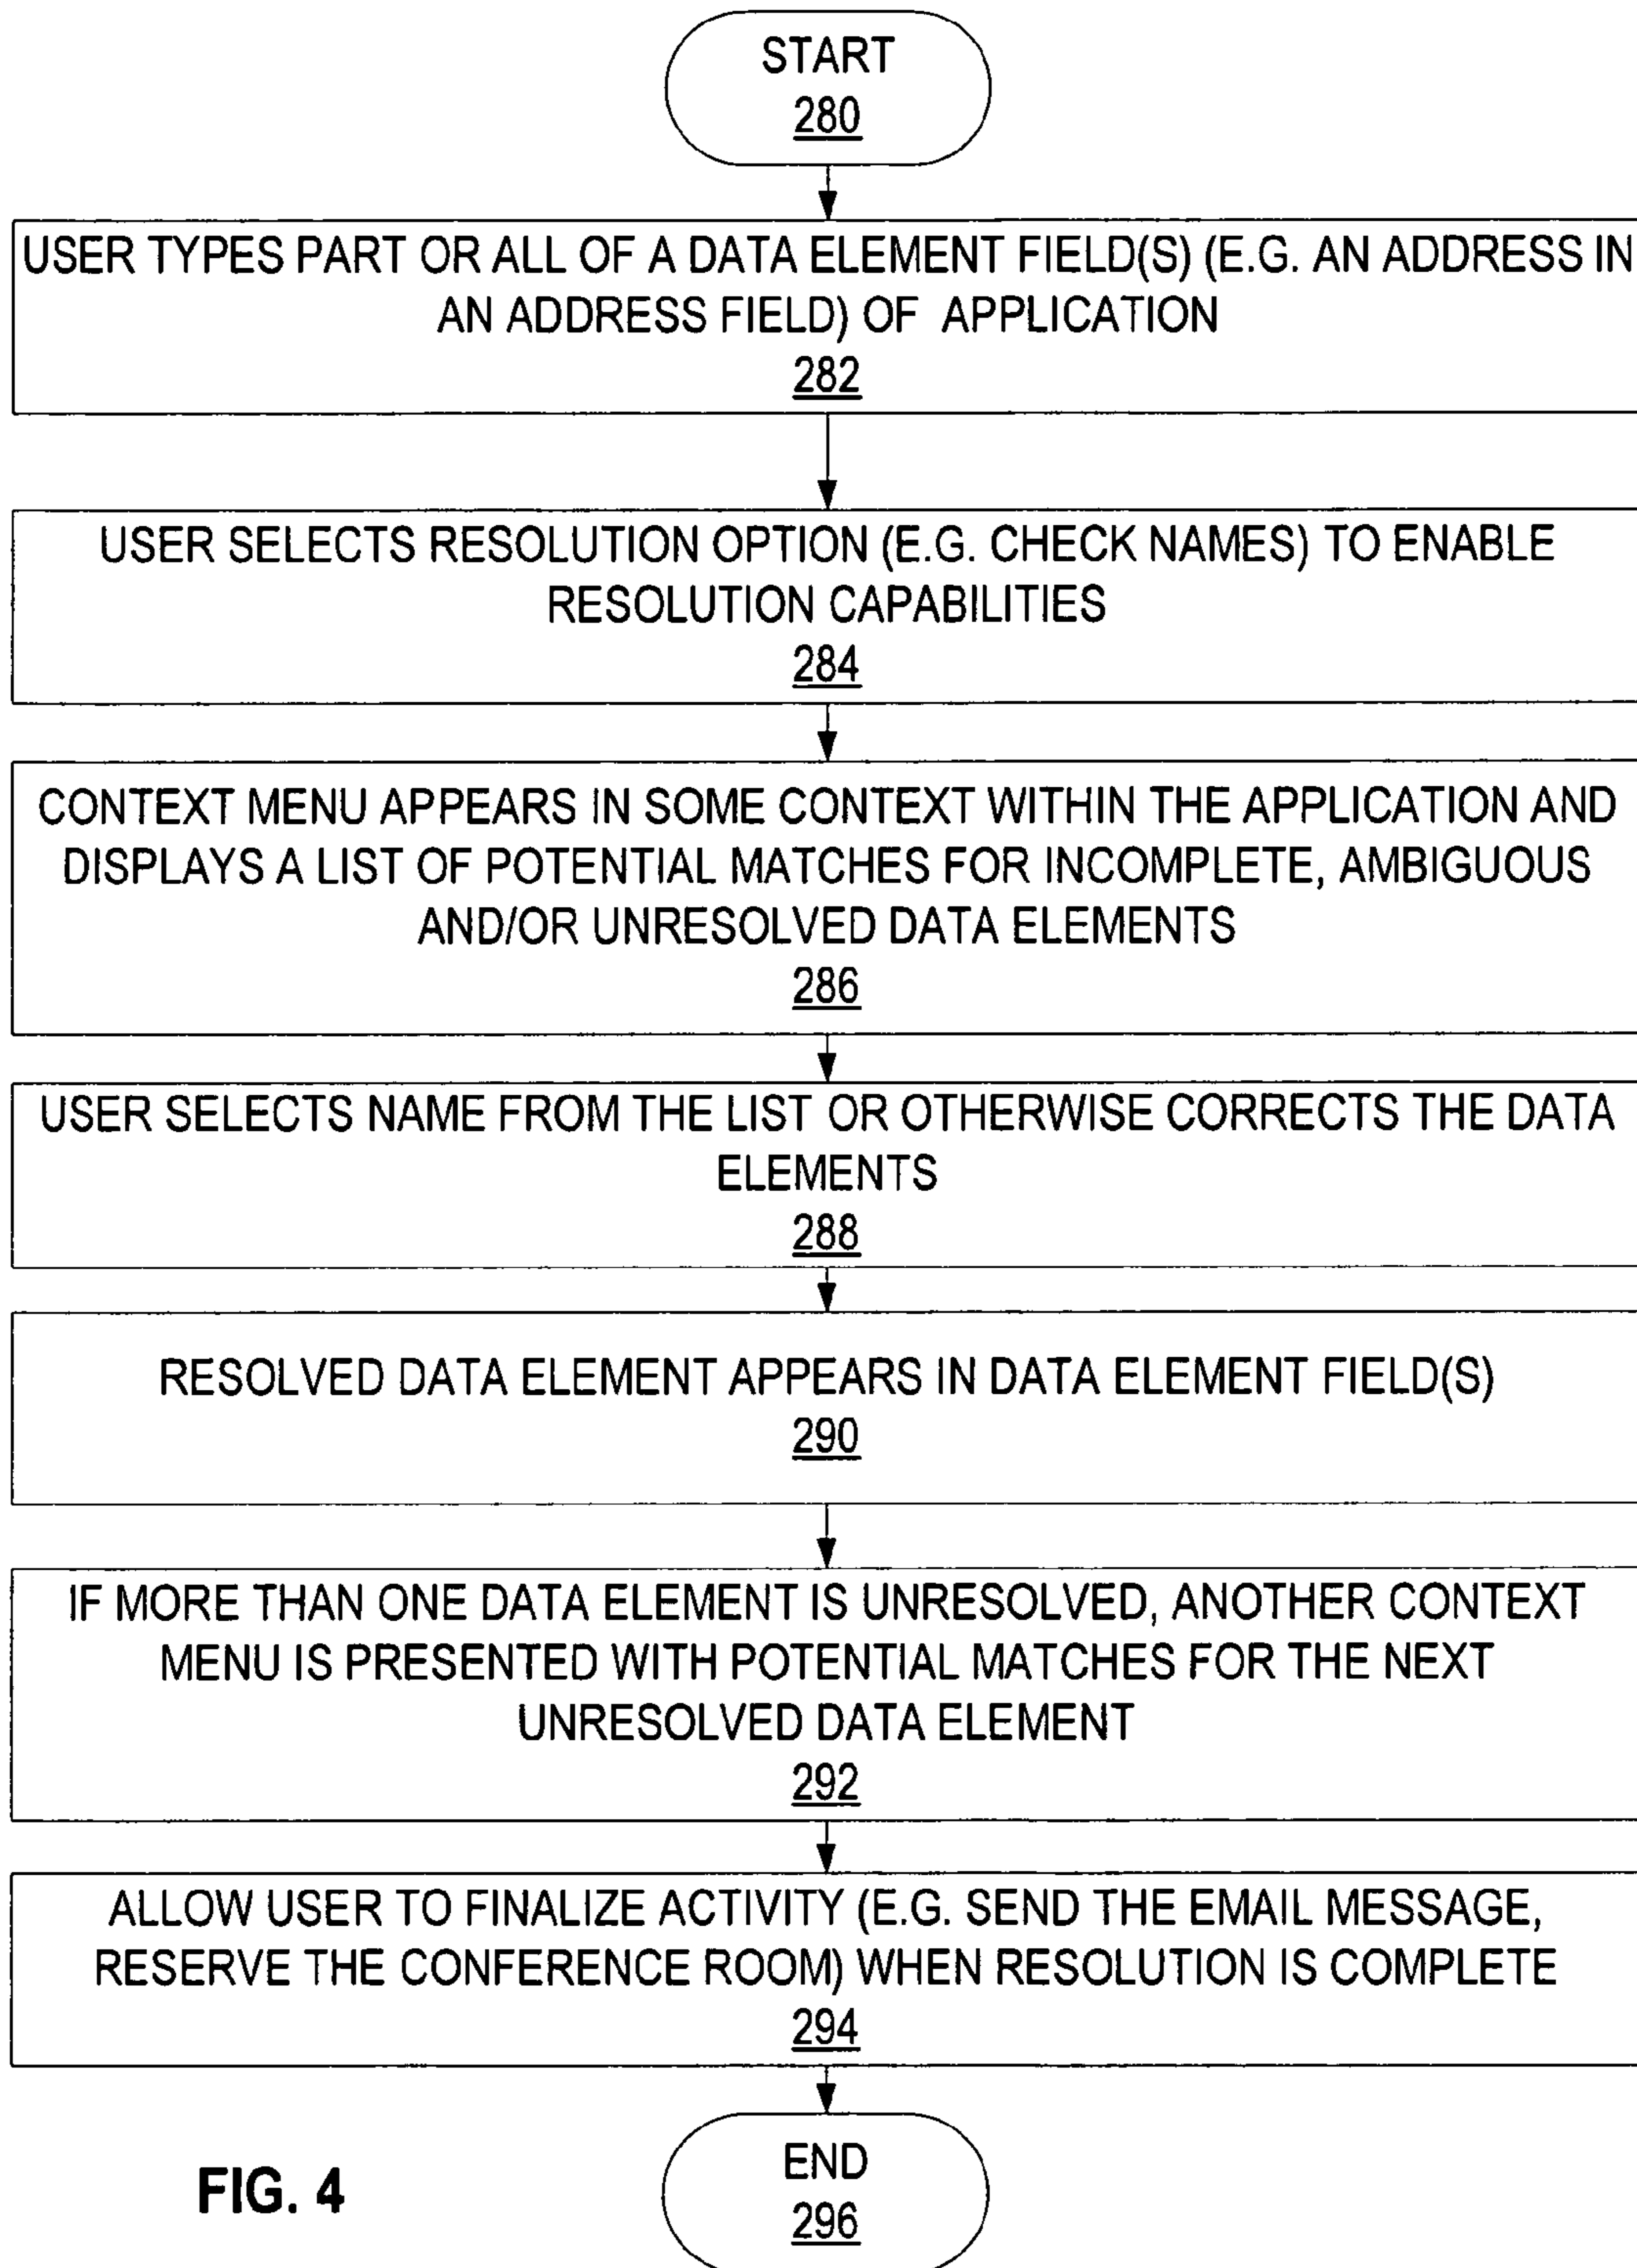 START
280
USER TYPES PART OR ALL OF A DATA ELEMENT FIELD(S) (E.G. AN ADDRESS IN
AN ADDRESS FIELD) OF APPLICATION
282
USER SELECTS RESOLUTION OPTION (E.G. CHECK NAMES) TO ENABLE
RESOLUTION CAPABILITIES
284
CONTEXT MENU APPEARS IN SOME CONTEXT WITHIN THE APPLICATION AND
DISPLAYS A LIST OF POTENTIAL MATCHES FOR INCOMPLETE, AMBIGUOUS
AND/OR UNRESOLVED DATA ELEMENTS
286
USER SELECTS NAME FROM THE LIST OR OTHERWISE CORRECTS THE DATA
ELEMENTS
288
RESOLVED DATA ELEMENT APPEARS IN DATA ELEMENT FIELD(S)
290
IF MORE THAN ONE DATA ELEMENT IS UNRESOLVED, ANOTHER CONTEXT
MENU IS PRESENTED WITH POTENTIAL MATCHES FOR THE NEXT
UNRESOLVED DATA ELEMENT
292
ALLOW USER TO FINALIZE ACTIVITY (E.G. SEND THE EMAIL MESSAGE,
RESERVE THE CONFERENCE ROOM) WHEN RESOLUTION IS COMPLETE
294
END
296
FIG. 4